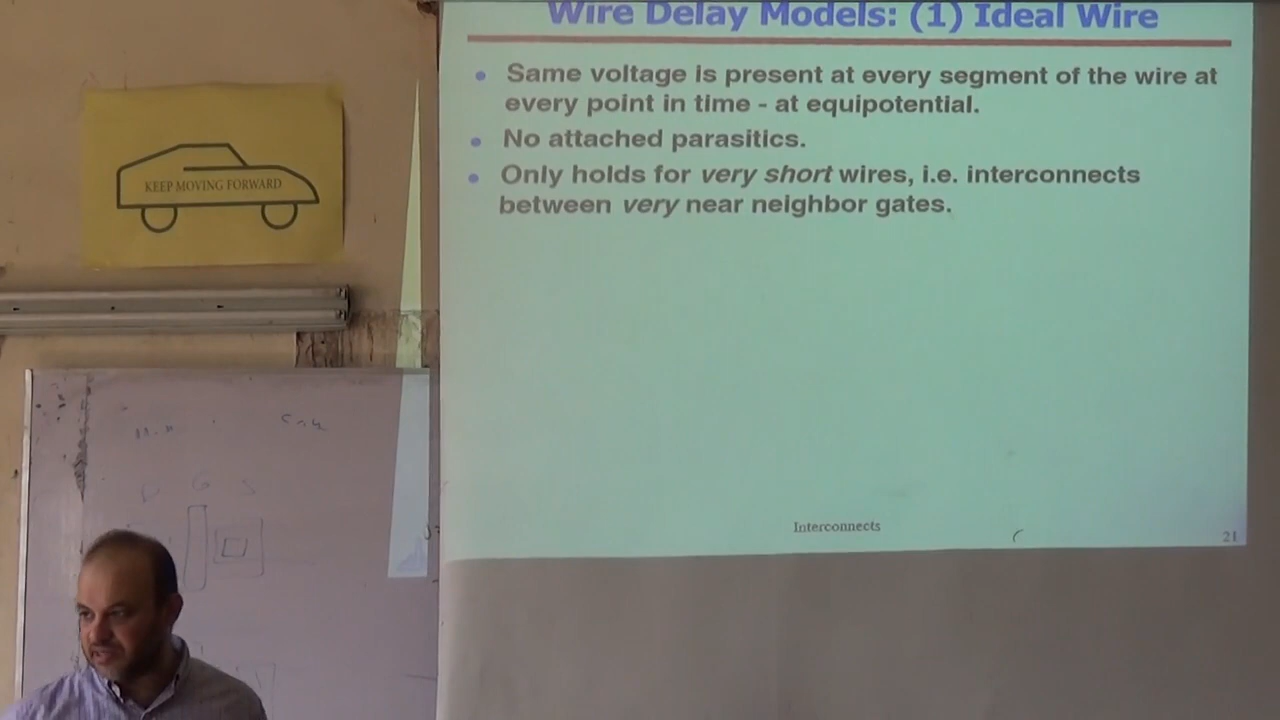 Wire Delay Models: (1) Ideal Wire
Same voltage is present at every segment of the wire at
every point in time - at equipotential.
No attached parasitics.
Only holds for very short wires, i.e. interconnects
between very near neighbor gates.
Interconnects
21
KEEP MOVING FORWARD
G S